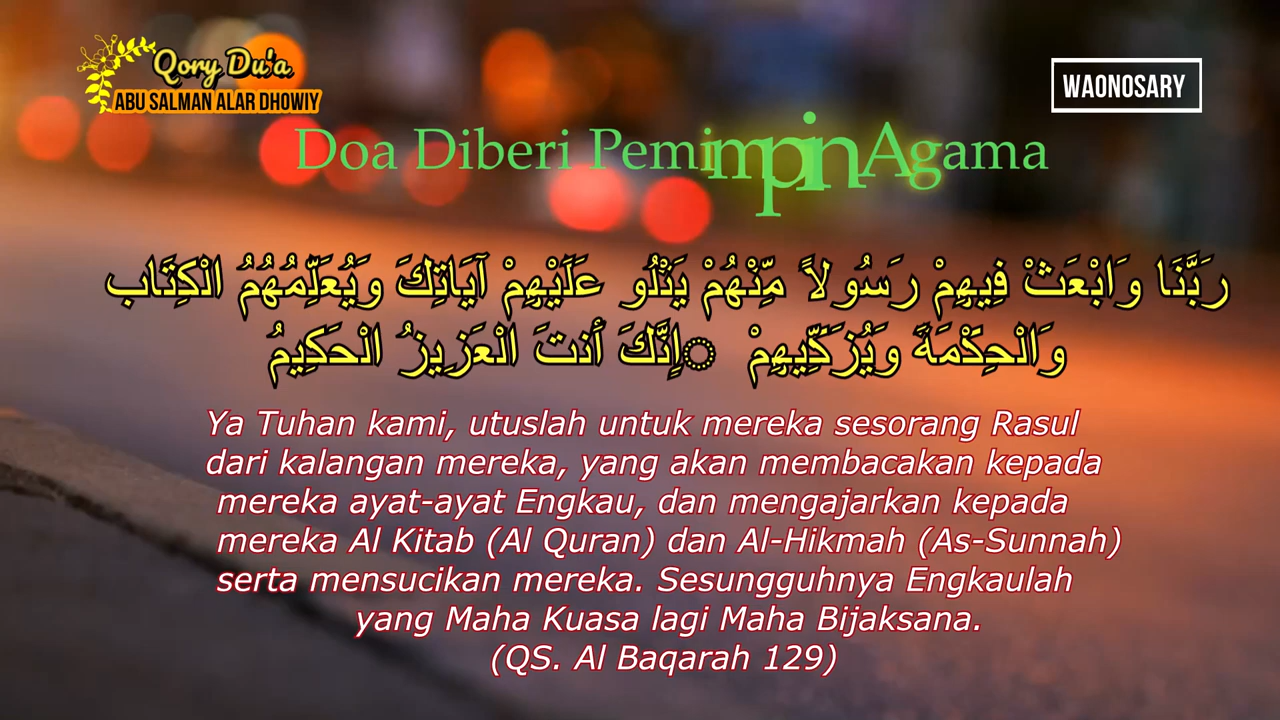 Qory Du'a
ABU SALMAN ALAR DHOWIY
WAONOSARY
Doa Diberi Pemimpin Agama
رَبَّنَا وَابْعَثْ فِيهِمْ رَسُولاً مِّنْهُمْ يَتْلُو عَلَيْهِمْ آيَاتِكَ وَيُعَلِّمُهُمُ الْكِتَاب
وَالْحِكْمَةَ وَيُزَكِّيهِمْ ۚإِنَّكَ أَنتَ الْعَزِيزُ الْحَكِيمُ
Ya Tuhan kami, utuslah untuk mereka sesorang Rasul
dari kalangan mereka, yang akan membacakan kepada
mereka ayat-ayat Engkau, dan mengajarkan kepada
mereka Al Kitab (Al Quran) dan Al-Hikmah (As-Sunnah)
serta mensucikan mereka. Sesungguhnya Engkaulah
yang Maha Kuasa lagi Maha Bijaksana.
(QS. Al Baqarah 129)